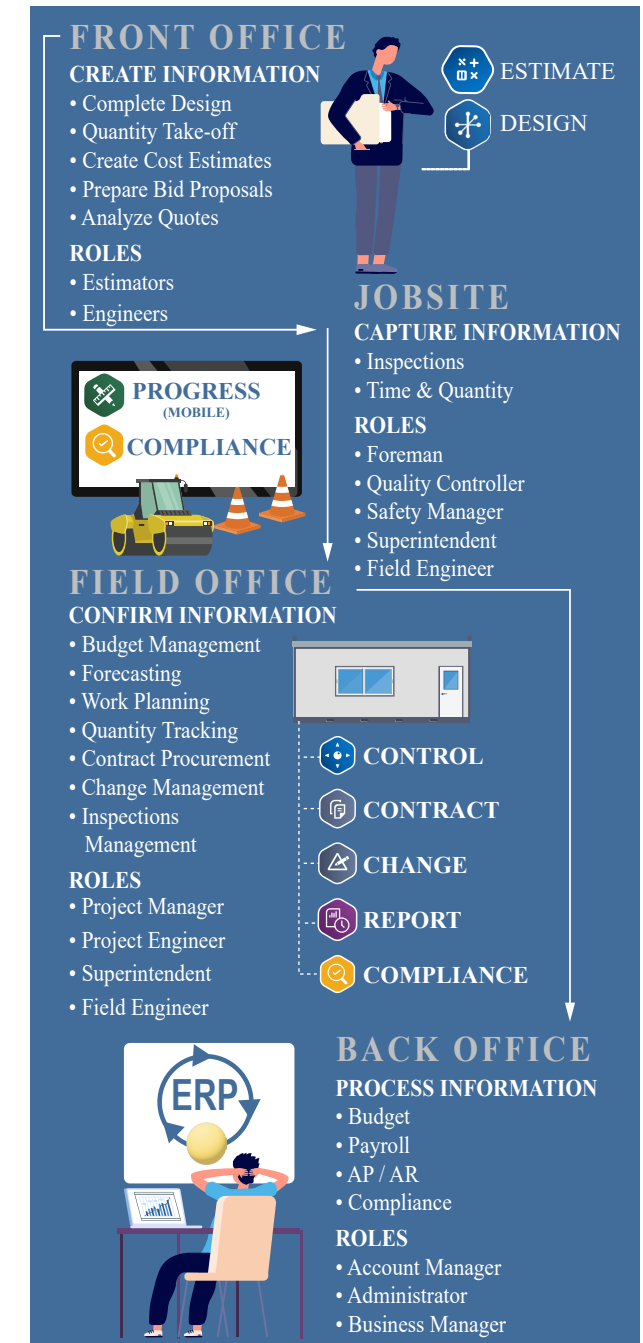 FRONT OFFICE
CREATE INFORMATION
• Complete Design
• Quantity Take-off
• Create Cost Estimates
• Prepare Bid Proposals
• Analyze Quotes
ROLES
• Estimators
• Engineers
ESTIMATE
DESIGN
JOBSITE
CAPTURE INFORMATION
• Inspections
• Time & Quantity
ROLES
• Foreman
• Quality Controller
• Safety Manager
• Superintendent
• Field Engineer
PROGRESS
(MOBILE)
COMPLIANCE
FIELD OFFICE
CONFIRM INFORMATION
• Budget Management
• Forecasting
• Work Planning
• Quantity Tracking
• Contract Procurement
• Change Management
• Inspections
Management
ROLES
• Project Manager
• Project Engineer
• Superintendent
• Field Engineer
CONTROL
CONTRACT
CHANGE
REPORT
COMPLIANCE
BACK OFFICE
PROCESS INFORMATION
• Budget
• Payroll
• AP / AR
• Compliance
ROLES
• Account Manager
• Administrator
• Business Manager
ERP